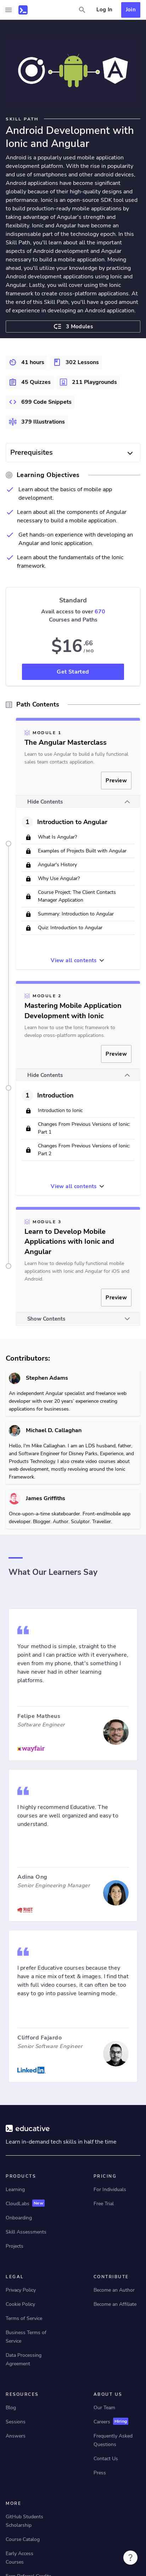 Log In
Join
SKILL PATH
Android Development with
Ionic and Angular
Android is a popular mobile application
development platform. With the rising popularity
and use of smartphones and other smart devices,
Android applications have become significant
globally because of their high-quality and high
performance. Ionic is an open-source SDK tool used
to build production-ready mobile applications by
using advantage of Angular's strength and
flexibility. Ionic and Angular have become an
indispensable part of the technology epoch. In this
Skill Path, you'll learn about all the important
aspects of Android development and Angular
necessary to build a mobile application. Moving
ahead, you'll utilize your knowledge by practicing
Android development using Ionic and Angular.
Lastly, you will cover using the Ionic
framework to build cross-platform applications. At
the end of this Skill Path, you'll have a good amount
of experience in developing an Android application.
3 Modules
41 hours
302 Lessons
45 Quizzes
211 Playgrounds
699 Code Snippets
379 Illustrations
Prerequisites
Learning Objectives
Learn about the basics of mobile app
development.
Learn about all the components of Angular
necessary to build a mobile application.
Get hands-on experience with developing an
Android and Ionic application.
Learn about the fundamentals of the Ionic
framework.
Standard
Avail access to over 670
Courses and Paths
$16.66
/ MO
Get Started
Path Contents
MODULE 1
The Angular Masterclass
Learn to use Angular to build a fully functional
sales team contacts application.
Preview
Hide Contents
1 Introduction to Angular
What Is Angular?
Examples of Projects Built with Angular
Angular's History
Why Use Angular?
Course Project: The Client Contacts
Manager Application
Summary: Introduction to Angular
Quiz: Introduction to Angular
View all contents
MODULE 2
Mastering Mobile Application
Development with Ionic
Learn how to use the Ionic framework to
develop cross-platform applications.
Preview
Hide Contents
1 Introduction
Introduction to Ionic
Changes From Previous Versions of Ionic:
Part 1
Changes From Previous Versions of Ionic:
Part 2
View all contents
MODULE 3
Learn to Develop Mobile
Applications with Ionic and
Angular
Learn how to develop fully functional mobile
applications with Ionic and Angular for iOS and
Android.
Preview
Show Contents
Contributors:
Stephen Adams
An independent Angular specialist and freelance web
developer with over 20 years' experience creating
applications for businesses.
Michael D. Callaghan
Hello, I'm Mike Callaghan. I am an LDS husband, father,
and Software Engineer for Disney Parks, Experience, and
Products Technology. I also create video courses about
web development, mostly revolving around the Ionic
Framework.
James Griffiths
Once-upon-a-time skateboarder. Front-end/mobile app
developer. Blogger. Author. Sculptor. Traveller.
What Our Learners Say
Your method is simple, straight to the
point and I can practice with it everywhere,
even from my phone, that's something I
have never had on other learning
platforms.
Felipe Matheus
Software Engineer
wayfair
I highly recommend Educative. The
courses are well organized and easy to
understand.
Adina Ong
Senior Engineering Manager
RIOT
I prefer Educative courses because they
have a nice mix of text & images. I find that
with full video courses, it can often be too
easy to go into passive learning mode.
Clifford Fajardo
Senior Software Engineer
Linkedin
educative
Learn in-demand tech skills in half the time
PRODUCTS
Learning
CloudLabs New
Onboarding
Skill Assessments
Projects
PRICING
For Individuals
Free Trial
LEGAL
Privacy Policy
Cookie Policy
Terms of Service
Business Terms of
Service
Data Processing
Agreement
CONTRIBUTE
Become an Author
Become an Affiliate
RESOURCES
Blog
Sessions
Answers
ABOUT US
Our Team
Careers Hiring
Frequently Asked
Questions
Contact Us
Press
MORE
GitHub Students
Scholarship
Course Catalog
Early Access
Courses
Earn Referral Credits
?